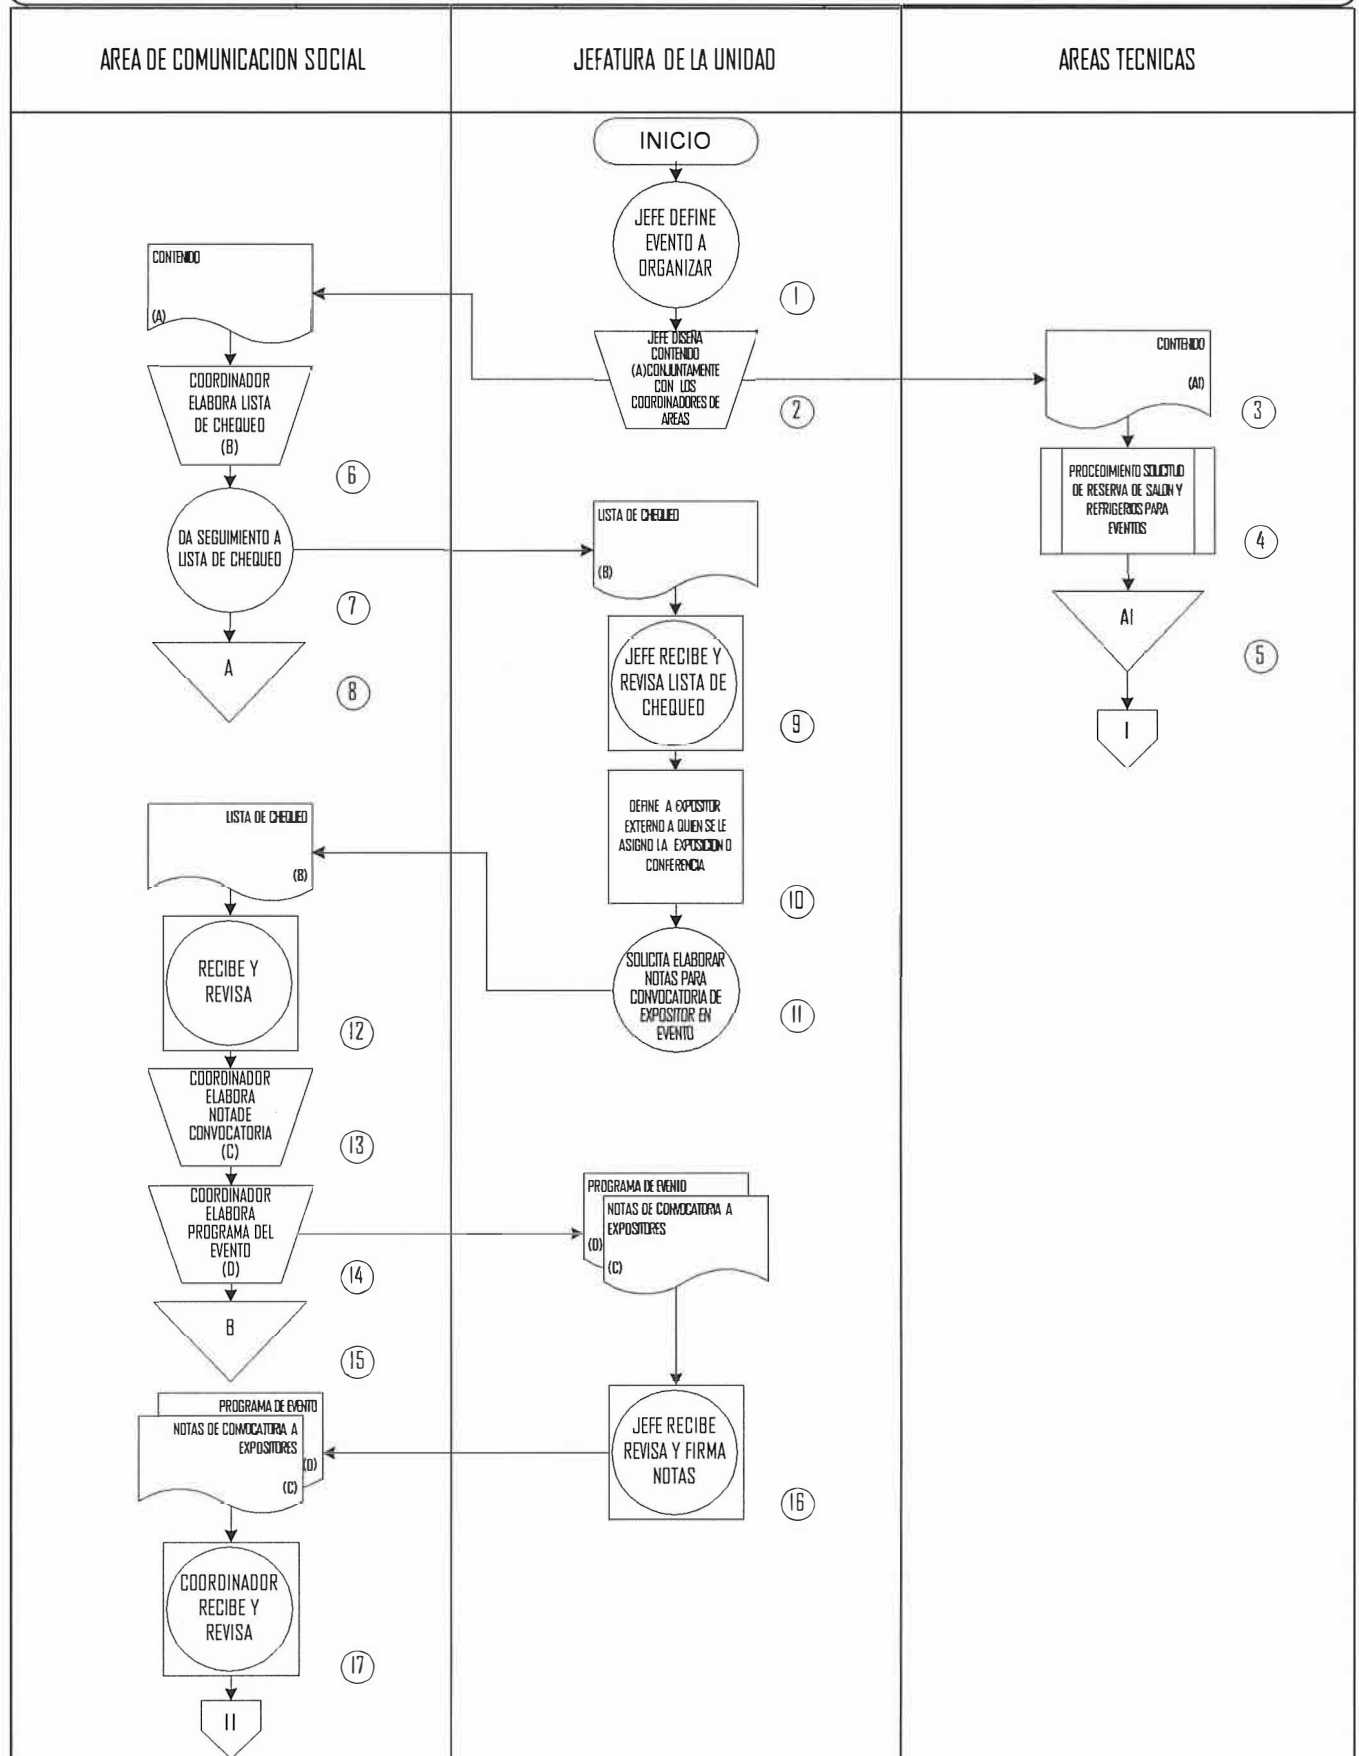 AREA DE COMUNICACION SOCIAL
JEFATURA DE LA UNIDAD
AREAS TECNICAS
INICIO
JEFE DEFINE
EVENTO A
ORGANIZAR
1
JEFE DISEÑA
CONTENIDO
(A)CONJUNTAMENTE
CON LOS
COORDINADORES DE
AREAS
2
CONTENIDO
(A1)
3
PROCEDIMIENTO SOLICITUD
DE RESERVA DE SALON Y
REFRIGERIOS PARA
EVENTOS
4
A1
5
I
CONTENIDO
(A)
COORDINADOR
ELABORA LISTA
DE CHEQUEO
(B)
6
DA SEGUIMIENTO A
LISTA DE CHEQUEO
7
A
8
LISTA DE CHEQUEO
(B)
JEFE RECIBE Y
REVISA LISTA DE
CHEQUEO
9
DEFINE A EXPOSITOR
EXTERNO A QUIEN SE LE
ASIGNO LA EXPOSICION O
CONFERENCIA
10
SOLICITA ELABORAR
NOTAS PARA
CONVOCATORIA DE
EXPOSITOR EN
EVENTO
11
LISTA DE CHEQUEO
(B)
RECIBE Y
REVISA
12
COORDINADOR
ELABORA
NOTADE
CONVOCATORIA
(C)
13
COORDINADOR
ELABORA
PROGRAMA DEL
EVENTO
(D)
14
B
15
PROGRAMA DE EVENTO
(D)
NOTAS DE CONVOCATORIA A
EXPOSITORES
(C)
JEFE RECIBE
REVISA Y FIRMA
NOTAS
16
PROGRAMA DE EVENTO
(D)
NOTAS DE CONVOCATORIA A
EXPOSITORES
(C)
COORDINADOR
RECIBE Y
REVISA
17
II